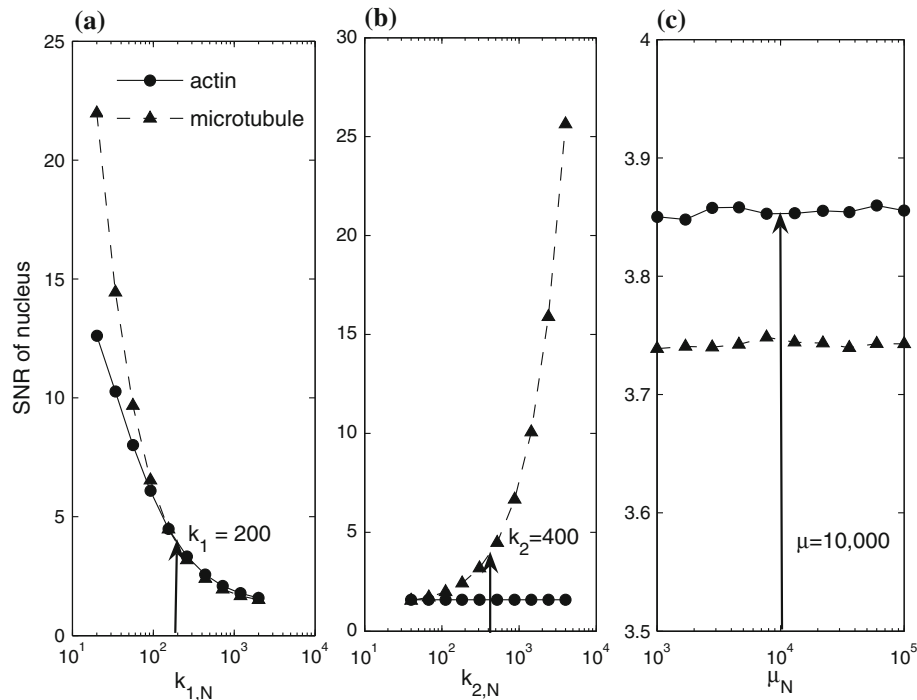 (a)
(b)
(c)
SNR of nucleus
25
20
15
10
5
0
actin
microtubule
k1 = 200
10^1 10^2 10^3 10^4
k1,N
30
25
20
15
10
5
0
k2=400
10^1 10^2 10^3 10^4
k2,N
4
3.9
3.8
3.7
3.6
3.5
μ=10,000
10^3 10^4 10^5
μN